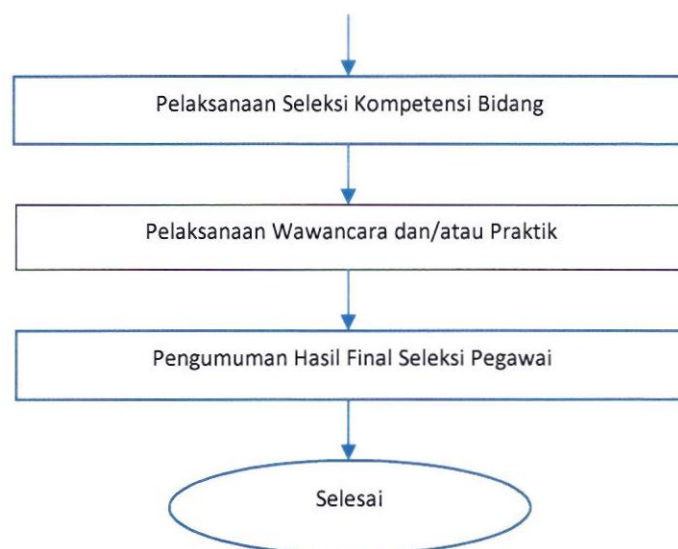 Pelaksanaan Seleksi Kompetensi Bidang
Pelaksanaan Wawancara dan/atau Praktik
Pengumuman Hasil Final Seleksi Pegawai
Selesai